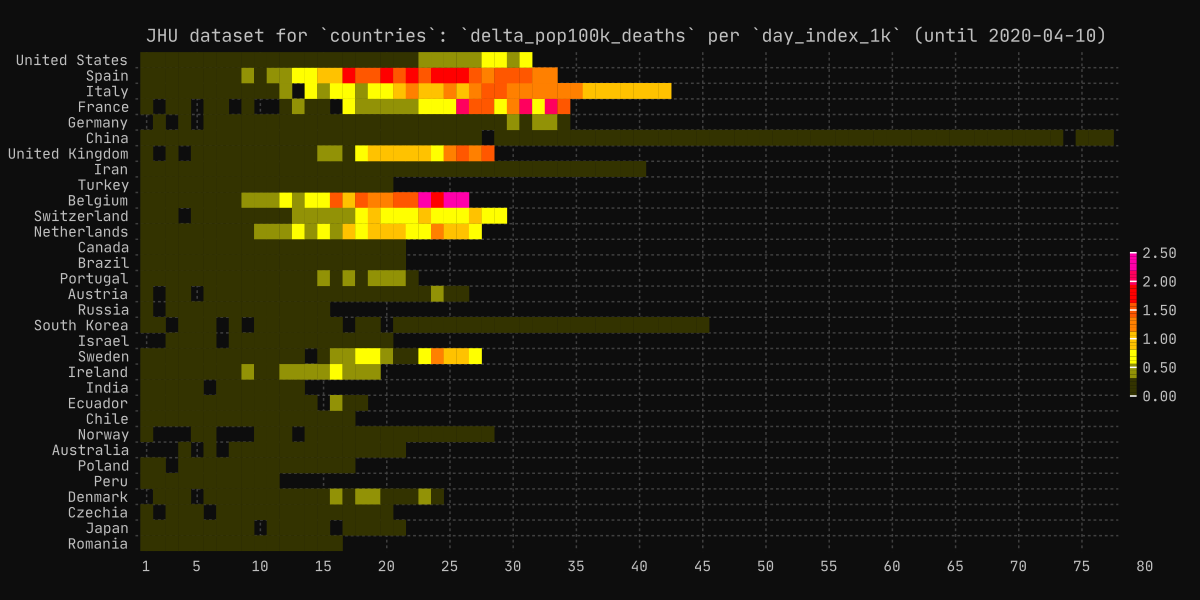 JHU dataset for `countries`: `delta_pop100k_deaths` per `day_index_1k` (until 2020-04-10)
United States
Spain
Italy
France
Germany
China
United Kingdom
Iran
Turkey
Belgium
Switzerland
Netherlands
Canada
Brazil
Portugal
Austria
Russia
South Korea
Israel
Sweden
Ireland
India
Ecuador
Chile
Norway
Australia
Poland
Peru
Denmark
Czechia
Japan
Romania
1 5 10 15 20 25 30 35 40 45 50 55 60 65 70 75 80
2.50
2.00
1.50
1.00
0.50
0.00